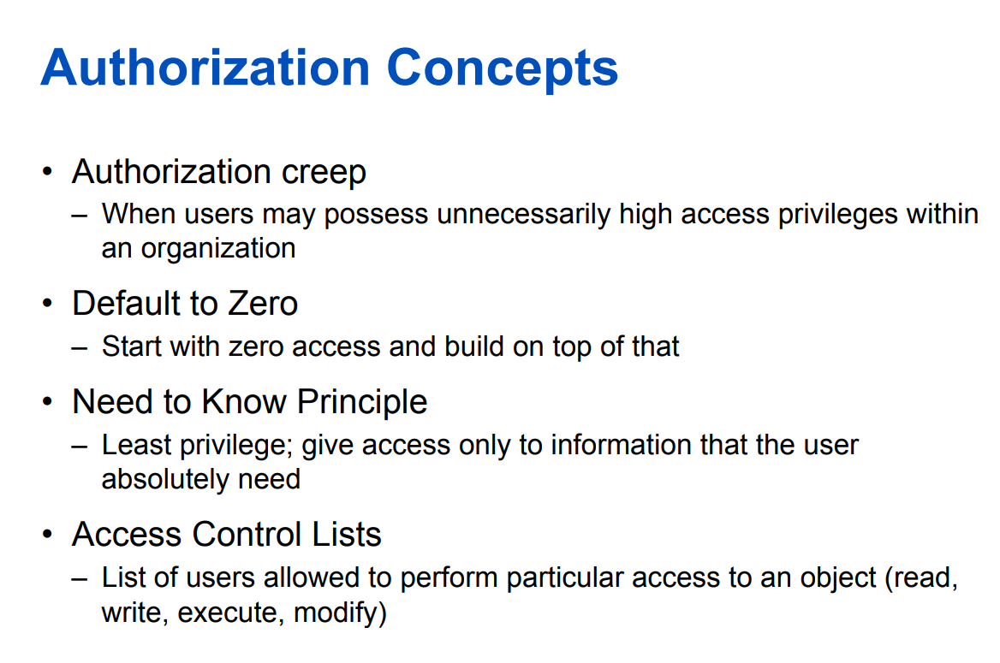 Authorization Concepts
• Authorization creep
– When users may possess unnecessarily high access privileges within
an organization
• Default to Zero
– Start with zero access and build on top of that
• Need to Know Principle
– Least privilege; give access only to information that the user
absolutely need
• Access Control Lists
– List of users allowed to perform particular access to an object (read,
write, execute, modify)